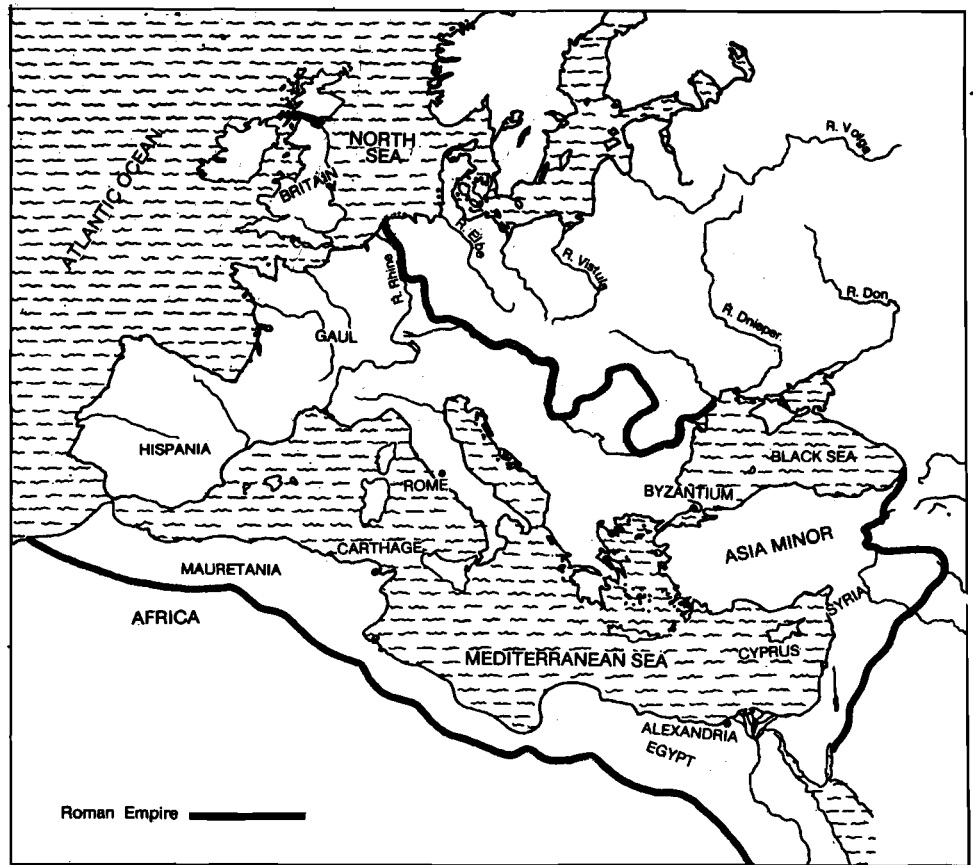 R. Volga
NORTH
SEA
ATLANTIC OCEAN
BRITAIN
R. Elbe
R. Vistula
R. Rhine
R. Don
R. Dnieper
GAUL
HISPANIA
BLACK SEA
ROME
BYZANTIUM
CARTHAGE
ASIA MINOR
MAURETANIA
SYRIA
AFRICA
CYPRUS
MEDITERRANEAN SEA
ALEXANDRIA
EGYPT
Roman Empire